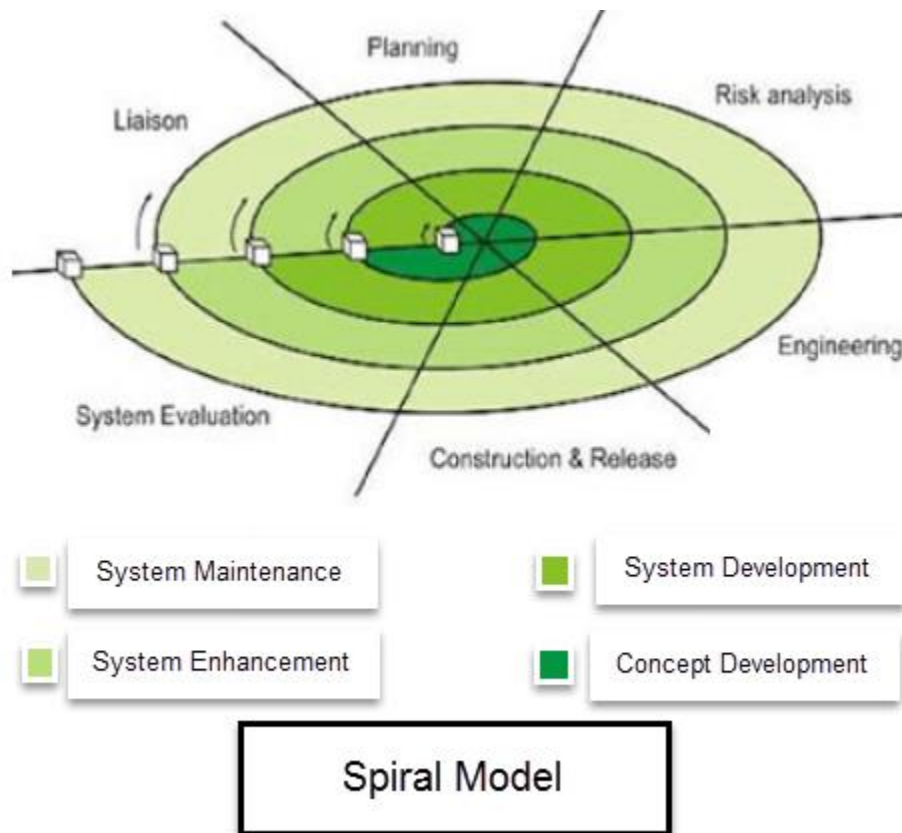 Planning
Risk analysis
Liaison
Engineering
System Evaluation
Construction & Release
System Maintenance
System Development
System Enhancement
Concept Development
Spiral Model